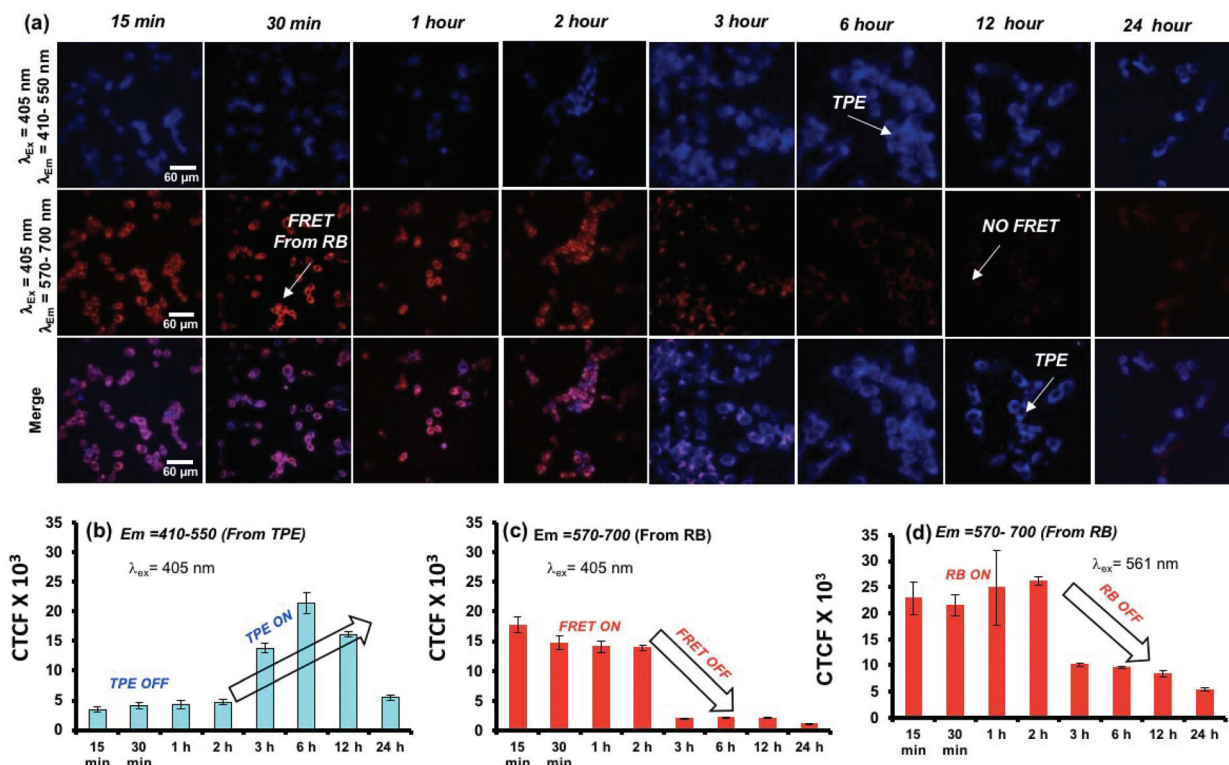 (a)
15 min 30 min 1 hour 2 hour 3 hour 6 hour 12 hour 24 hour
λEx = 405 nm
λEm = 410- 550 nm
60 µm
TPE
λEx = 405 nm
λEm = 570- 700 nm
60 µm
FRET
From RB
NO FRET
Merge
60 µm
TPE
(b) Em =410-550 (From TPE)
λex= 405 nm
CTCF X 10³
35
30
25
20
15
10
5
0
TPE OFF
TPE ON
15 min 30 min 1 h 2 h 3 h 6 h 12 h 24 h
(c) Em =570-700 (From RB)
λex= 405 nm
CTCF X 10³
35
30
25
20
15
10
5
0
FRET ON
FRET OFF
15 min 30 min 1 h 2 h 3 h 6 h 12 h 24 h
(d) Em =570- 700 (From RB)
λex= 561 nm
CTCF X 10³
35
30
25
20
15
10
5
0
RB ON
RB OFF
15 min 30 min 1 h 2 h 3 h 6 h 12 h 24 h